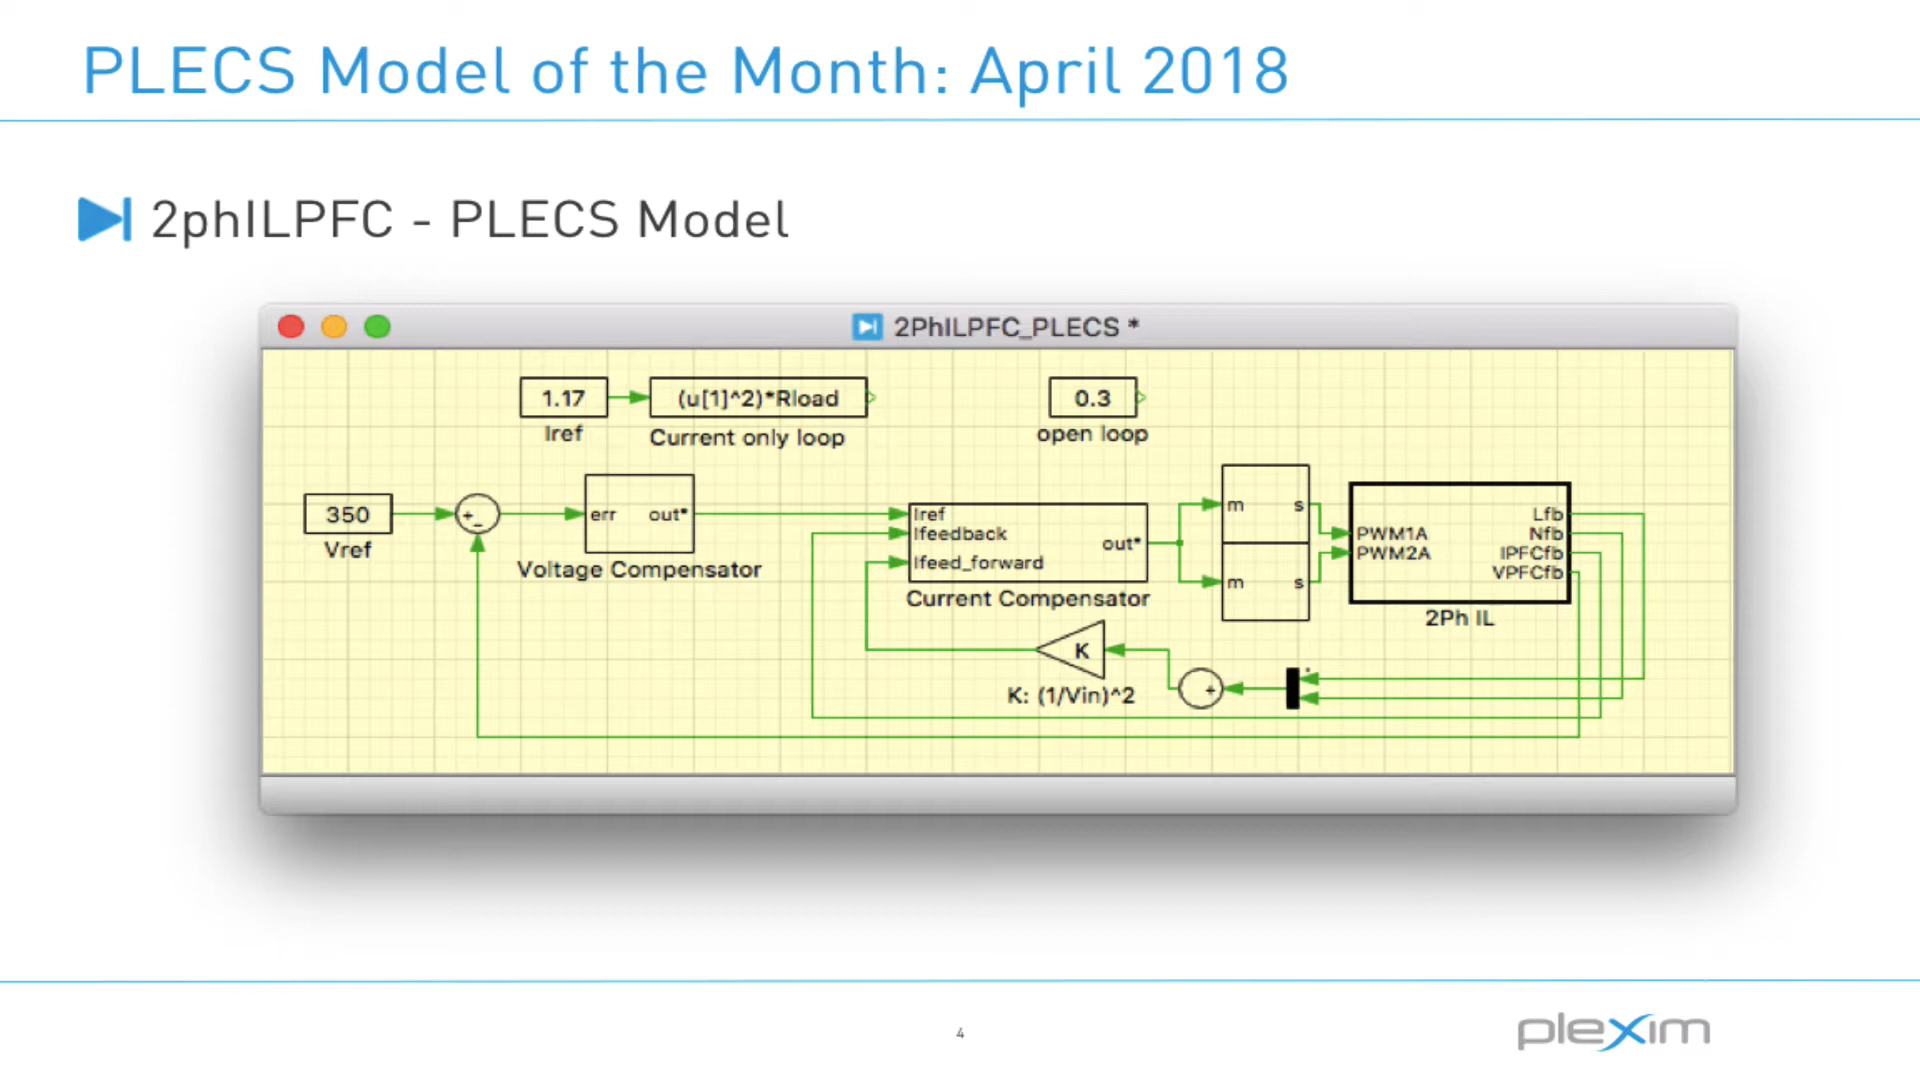 PLECS Model of the Month: April 2018
2phILPFC - PLECS Model
2PhILPFC_PLECS *
1.17
(u[1]^2)*Rload
0.3
Iref
Current only loop
open loop
350
Vref
+
-
err out*
Voltage Compensator
Iref
Ifeedback
Ifeed_forward
out*
Current Compensator
m s
m s
PWM1A
PWM2A
Lfb
Nfb
IPFCfb
VPFCfb
2Ph IL
K
K: (1/Vin)^2
+
4
plexim